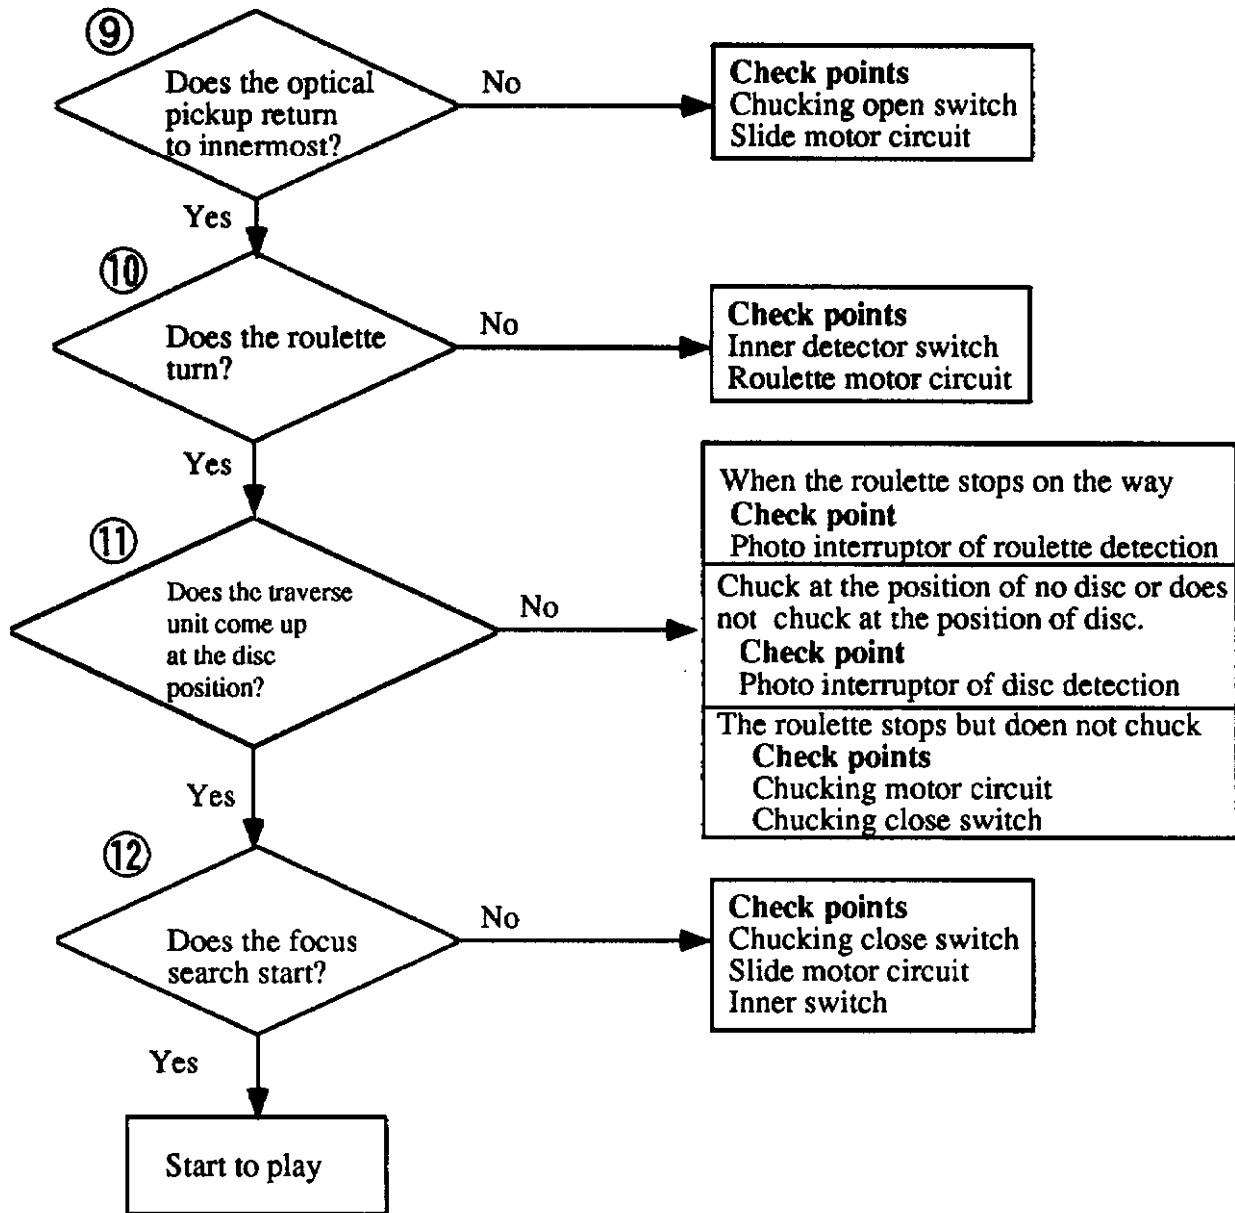 ⑨
Does the optical
pickup return
to innermost?
No
Check points
Chucking open switch
Slide motor circuit
Yes
⑩
Does the roulette
turn?
No
Check points
Inner detector switch
Roulette motor circuit
Yes
⑪
Does the traverse
unit come up
at the disc
position?
No
When the roulette stops on the way
Check point
Photo interruptor of roulette detection
Chuck at the position of no disc or does
not chuck at the position of disc.
Check point
Photo interruptor of disc detection
The roulette stops but doen not chuck
Check points
Chucking motor circuit
Chucking close switch
Yes
⑫
Does the focus
search start?
No
Check points
Chucking close switch
Slide motor circuit
Inner switch
Yes
Start to play